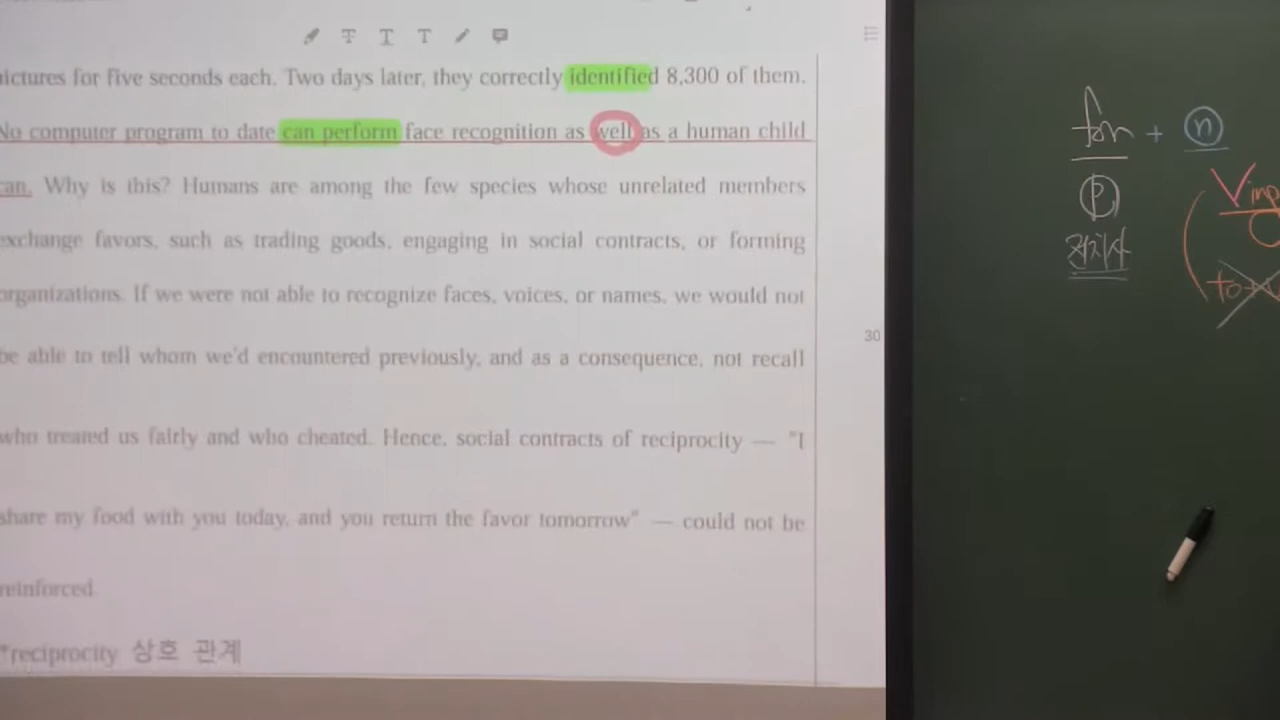 ictures for five seconds each. Two days later, they correctly identified 8,300 of them.
No computer program to date can perform face recognition as well as a human child
can. Why is this? Humans are among the few species whose unrelated members
exchange favors, such as trading goods, engaging in social contracts, or forming
organizations. If we were not able to recognize faces, voices, or names, we would not
be able to tell whom we'd encountered previously, and as a consequence, not recall
who treated us fairly and who cheated. Hence, social contracts of reciprocity — "I
share my food with you today, and you return the favor tomorrow" — could not be
reinforced
*reciprocity 상호 관계
30
for + n
P
전치사